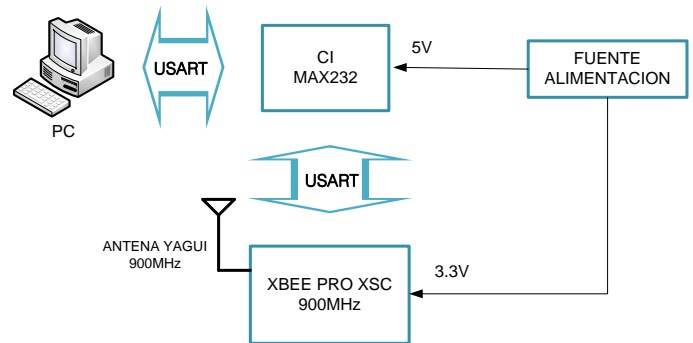 PC
USART
CI
MAX232
5V
FUENTE
ALIMENTACION
USART
ANTENA YAGUI
900MHz
XBEE PRO XSC
900MHz
3.3V